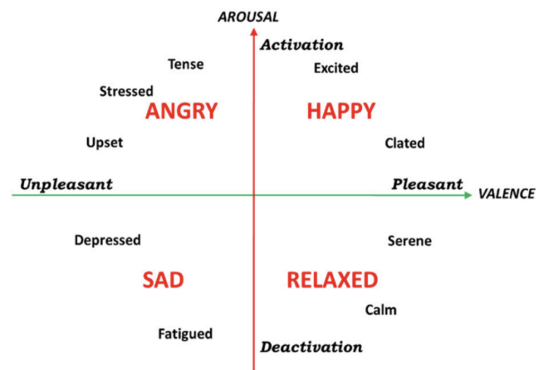 AROUSAL
Activation
Tense
Excited
Stressed
ANGRY
HAPPY
Upset
Clated
Unpleasant
Pleasant
VALENCE
Depressed
Serene
SAD
RELAXED
Calm
Fatigued
Deactivation